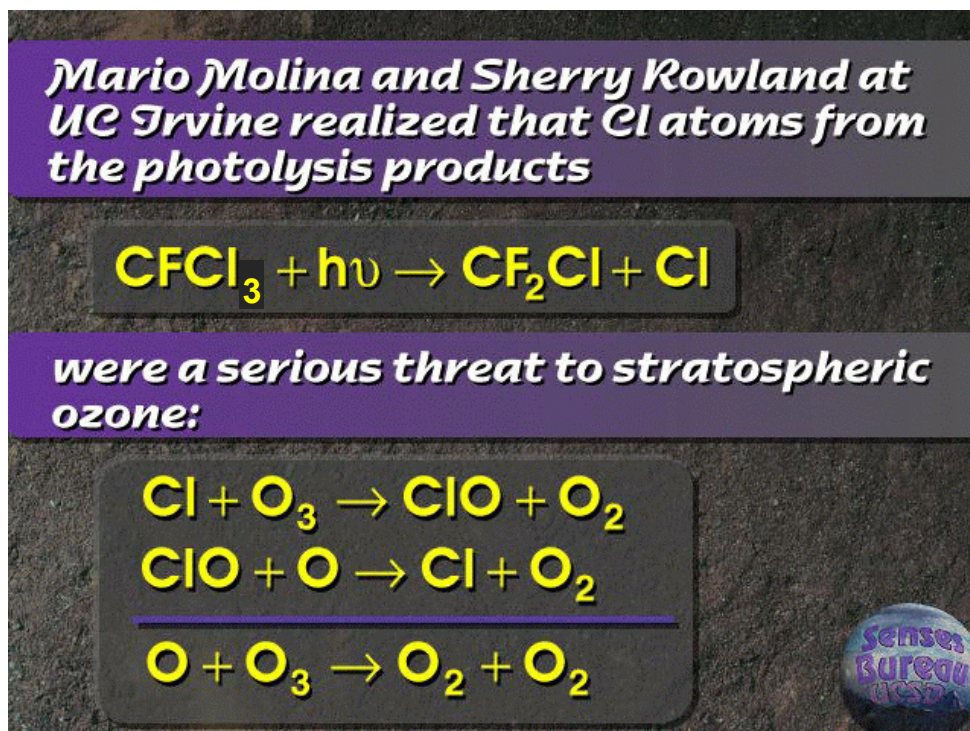 Mario Molina and Sherry Rowland at
UC Irvine realized that Cl atoms from
the photolysis products
CFCl₃ + hυ → CF₂Cl + Cl
were a serious threat to stratospheric
ozone:
Cl + O₃ → ClO + O₂
ClO + O → Cl + O₂
O + O₃ → O₂ + O₂
Senses
Bureau
UCSD